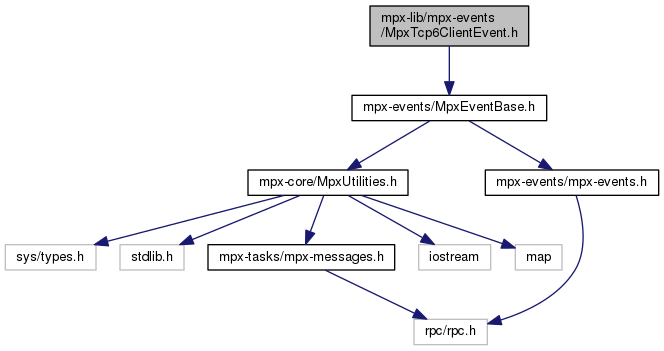 mpx-lib/mpx-events
/MpxTcp6ClientEvent.h
mpx-events/MpxEventBase.h
mpx-core/MpxUtilities.h
mpx-events/mpx-events.h
sys/types.h
stdlib.h
mpx-tasks/mpx-messages.h
iostream
map
rpc/rpc.h